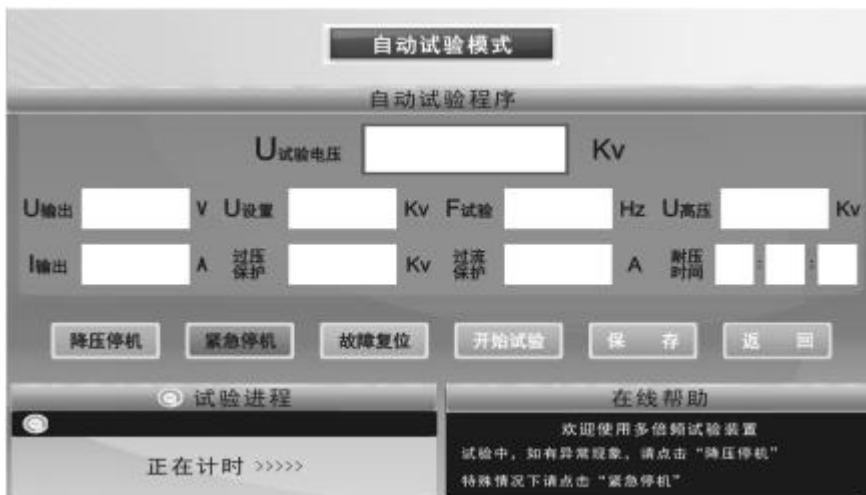 自动试验模式
自动试验程序
U试验电压 Kv
U输出 V U设置 Kv F试验 Hz U高压 Kv
I输出 A 过压保护 Kv 过流保护 A 耐压时间 : :
降压停机 紧急停机 故障复位 开始试验 保 存 返 回
试验进程 在线帮助
欢迎使用多倍频试验装置
正在计时 >>>>>
试验中，如有异常现象，请点击“降压停机”
特殊情况下请点击“紧急停机”